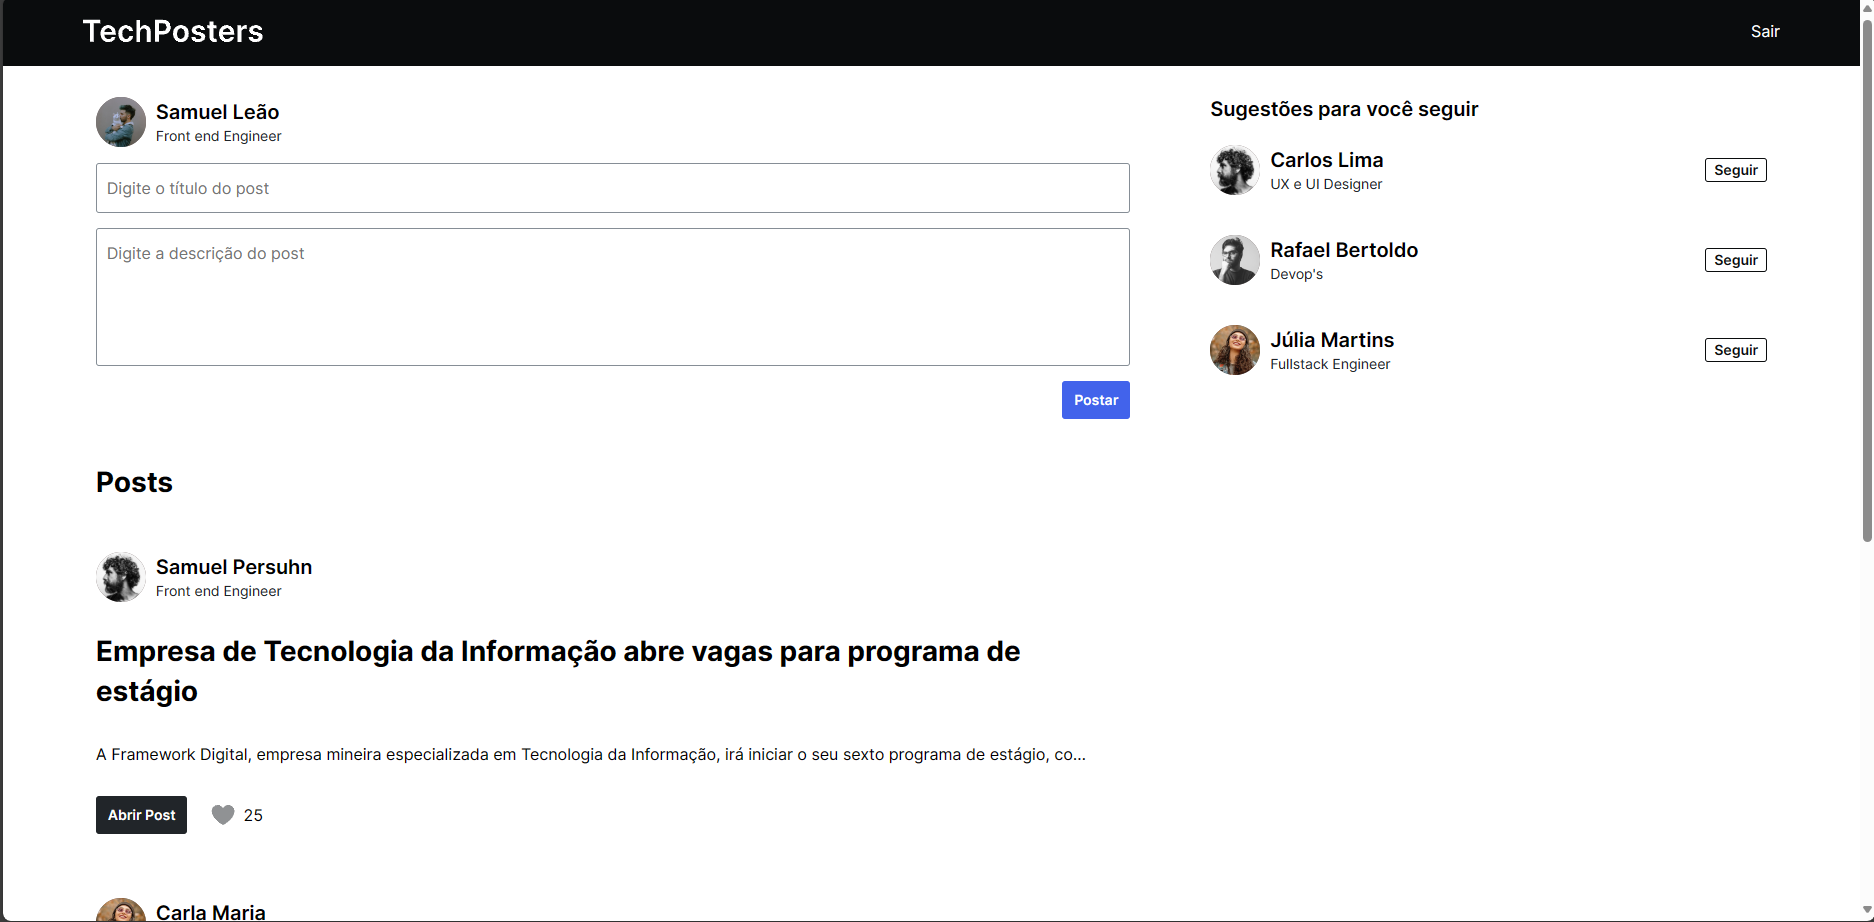 TechPosters
Sair
Samuel Leão
Front end Engineer
Digite o título do post
Digite a descrição do post
Postar
Sugestões para você seguir
Carlos Lima
UX e UI Designer
Seguir
Rafael Bertoldo
Devop's
Seguir
Júlia Martins
Fullstack Engineer
Seguir
Posts
Samuel Persuhn
Front end Engineer
Empresa de Tecnologia da Informação abre vagas para programa de
estágio
A Framework Digital, empresa mineira especializada em Tecnologia da Informação, irá iniciar o seu sexto programa de estágio, co...
Abrir Post
25
Carla Maria